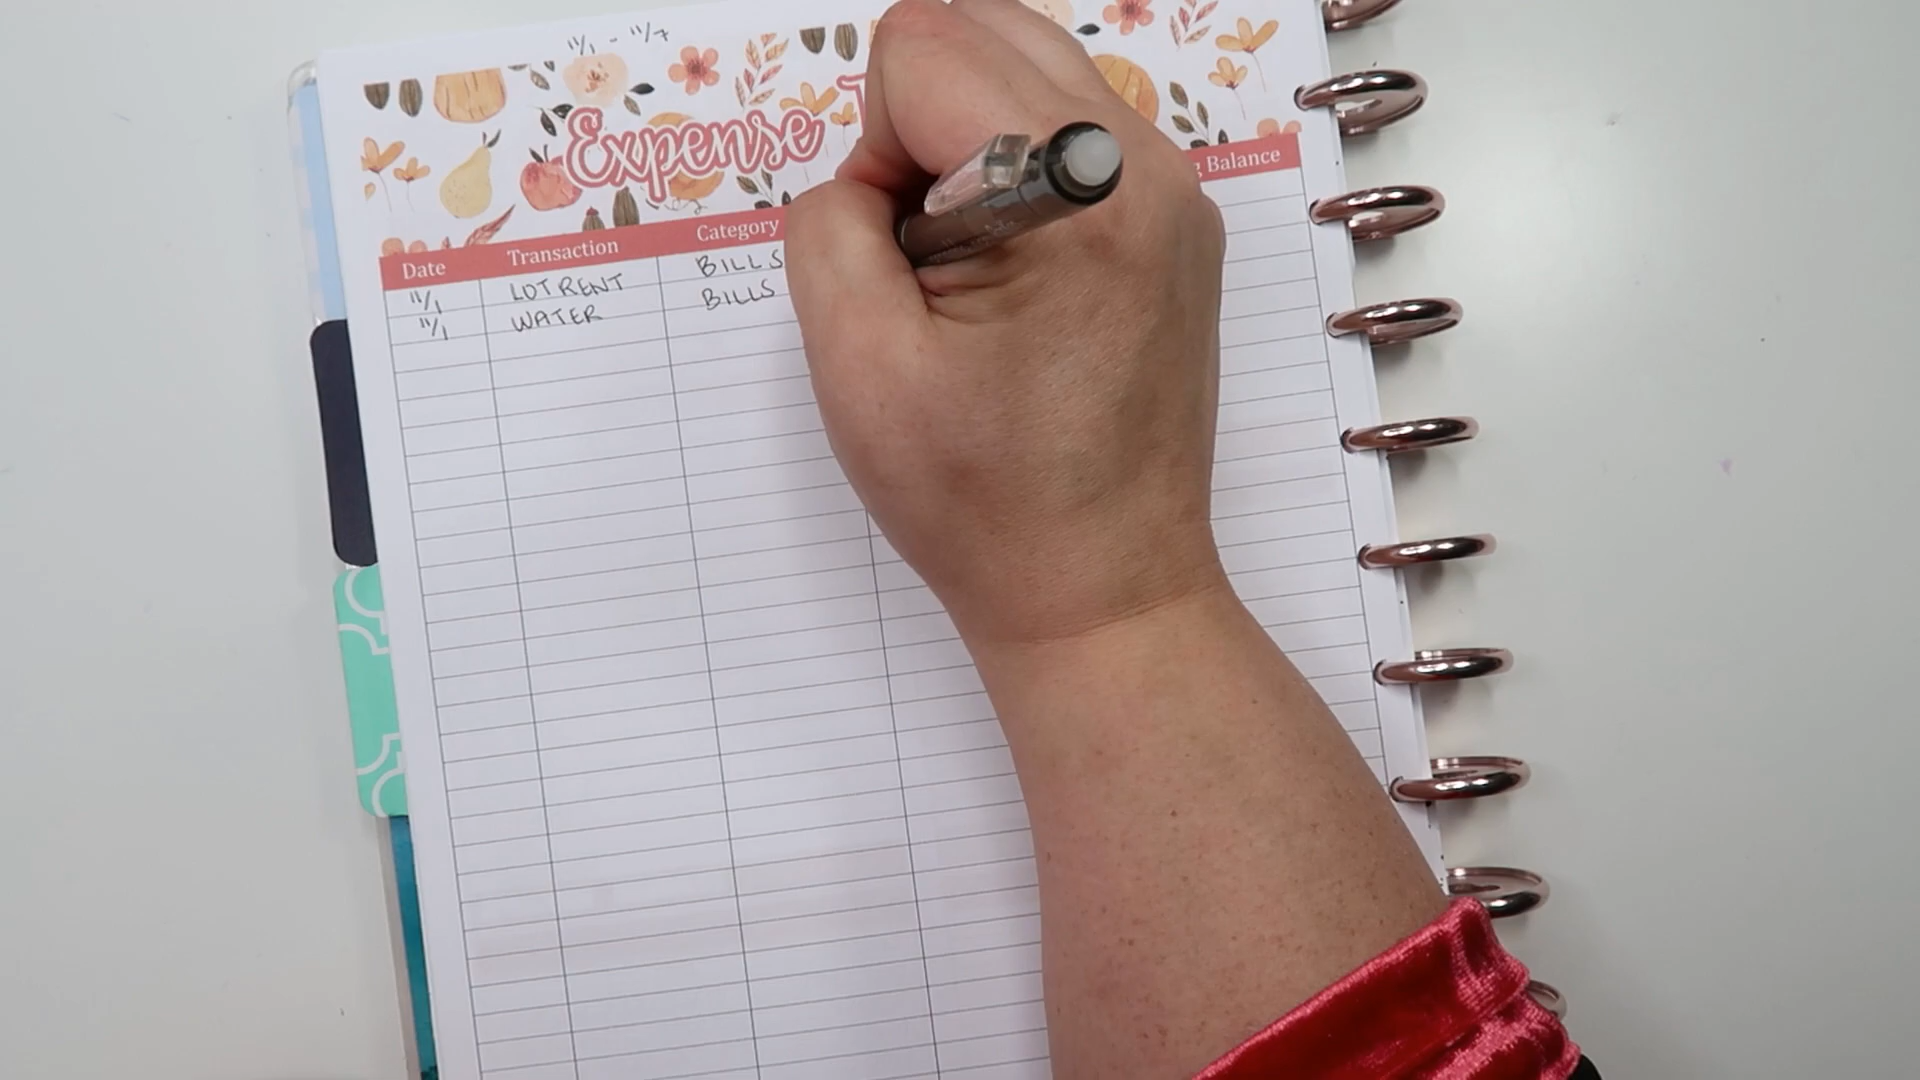 11/1 - 11/7
Expense
Date Transaction Category Balance
11/1 LOT RENT BILLS
11/1 WATER BILLS